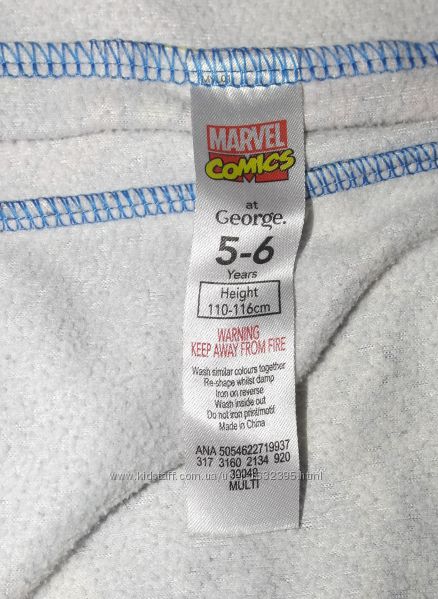 MARVEL
COMICS
at
George.
5-6
Years
Height
110-116cm
WARNING
KEEP AWAY FROM FIRE
Wash similar colours together
Re-shape whilst damp
Iron on reverse
Wash inside out
Do not iron print/motif
Made in China
ANA 5054622719937
317 3160 2134 920
39049
MULTI